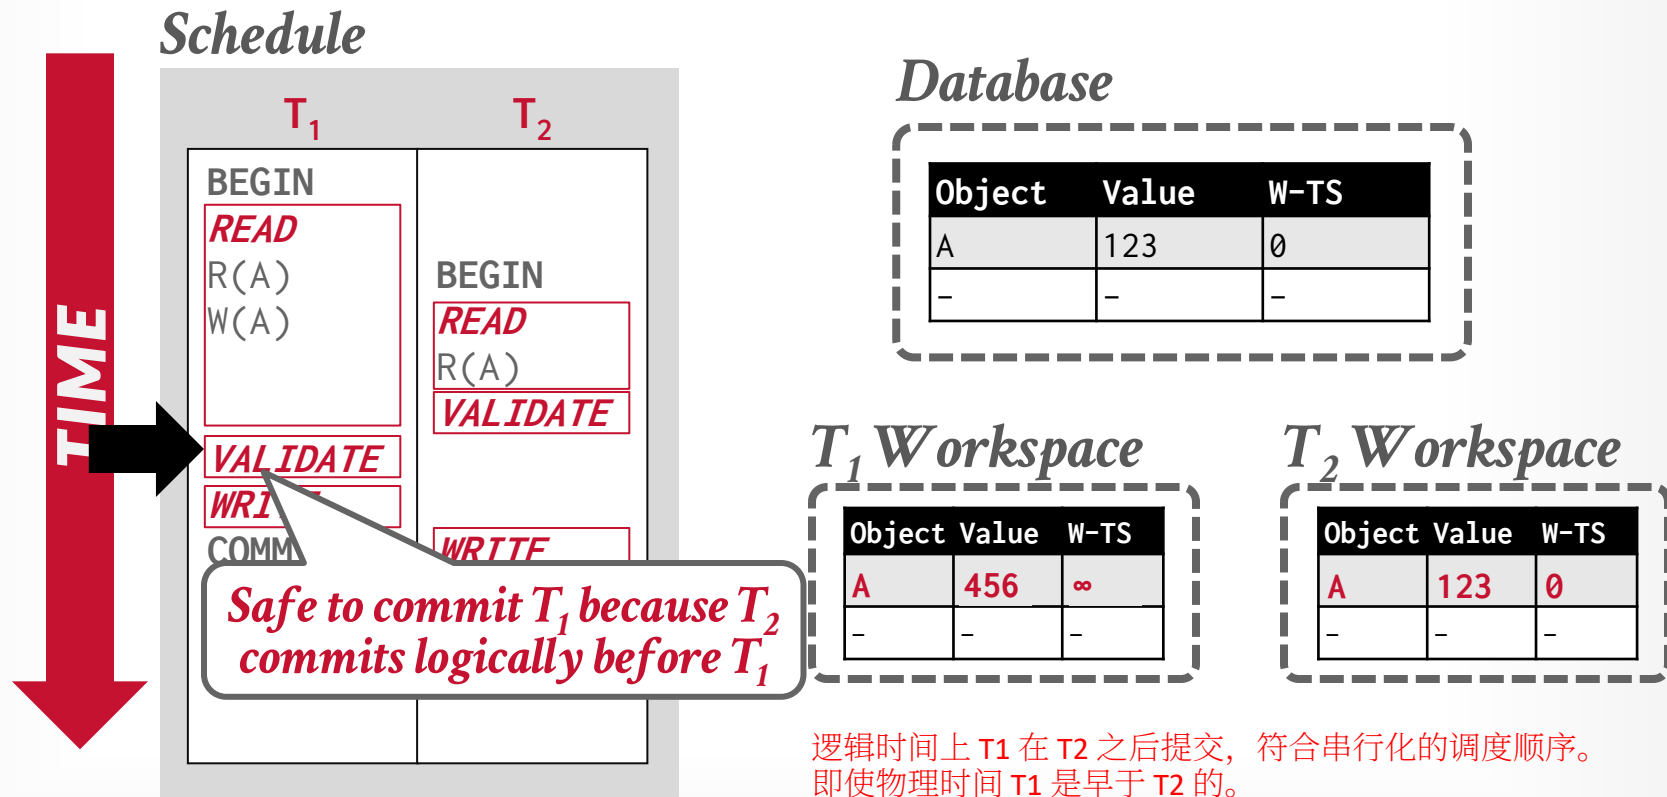 Schedule
TIME
T1
T2
BEGIN
READ
R(A)
W(A)
VALIDATE
COMM
BEGIN
READ
R(A)
VALIDATE
WRITE
Safe to commit T1 because T2
commits logically before T1
Database
Object Value W-TS
A 123 0
- - -
T1 Workspace
Object Value W-TS
A 456 ∞
- - -
T2 Workspace
Object Value W-TS
A 123 0
- - -
逻辑时间上 T1 在 T2 之后提交，符合串行化的调度顺序。
即使物理时间 T1 是早于 T2 的。